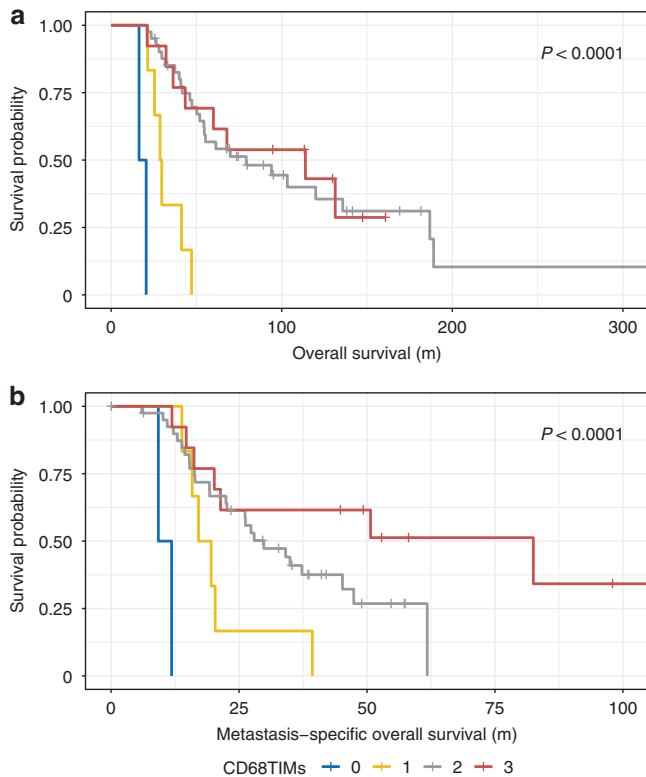 a
1.00
0.75
0.50
0.25
0
Survival probability
P < 0.0001
0 100 200 300
Overall survival (m)
b
1.00
0.75
0.50
0.25
0
Survival probability
P < 0.0001
0 25 50 75 100
Metastasis–specific overall survival (m)
CD68TIMs 0 1 2 3